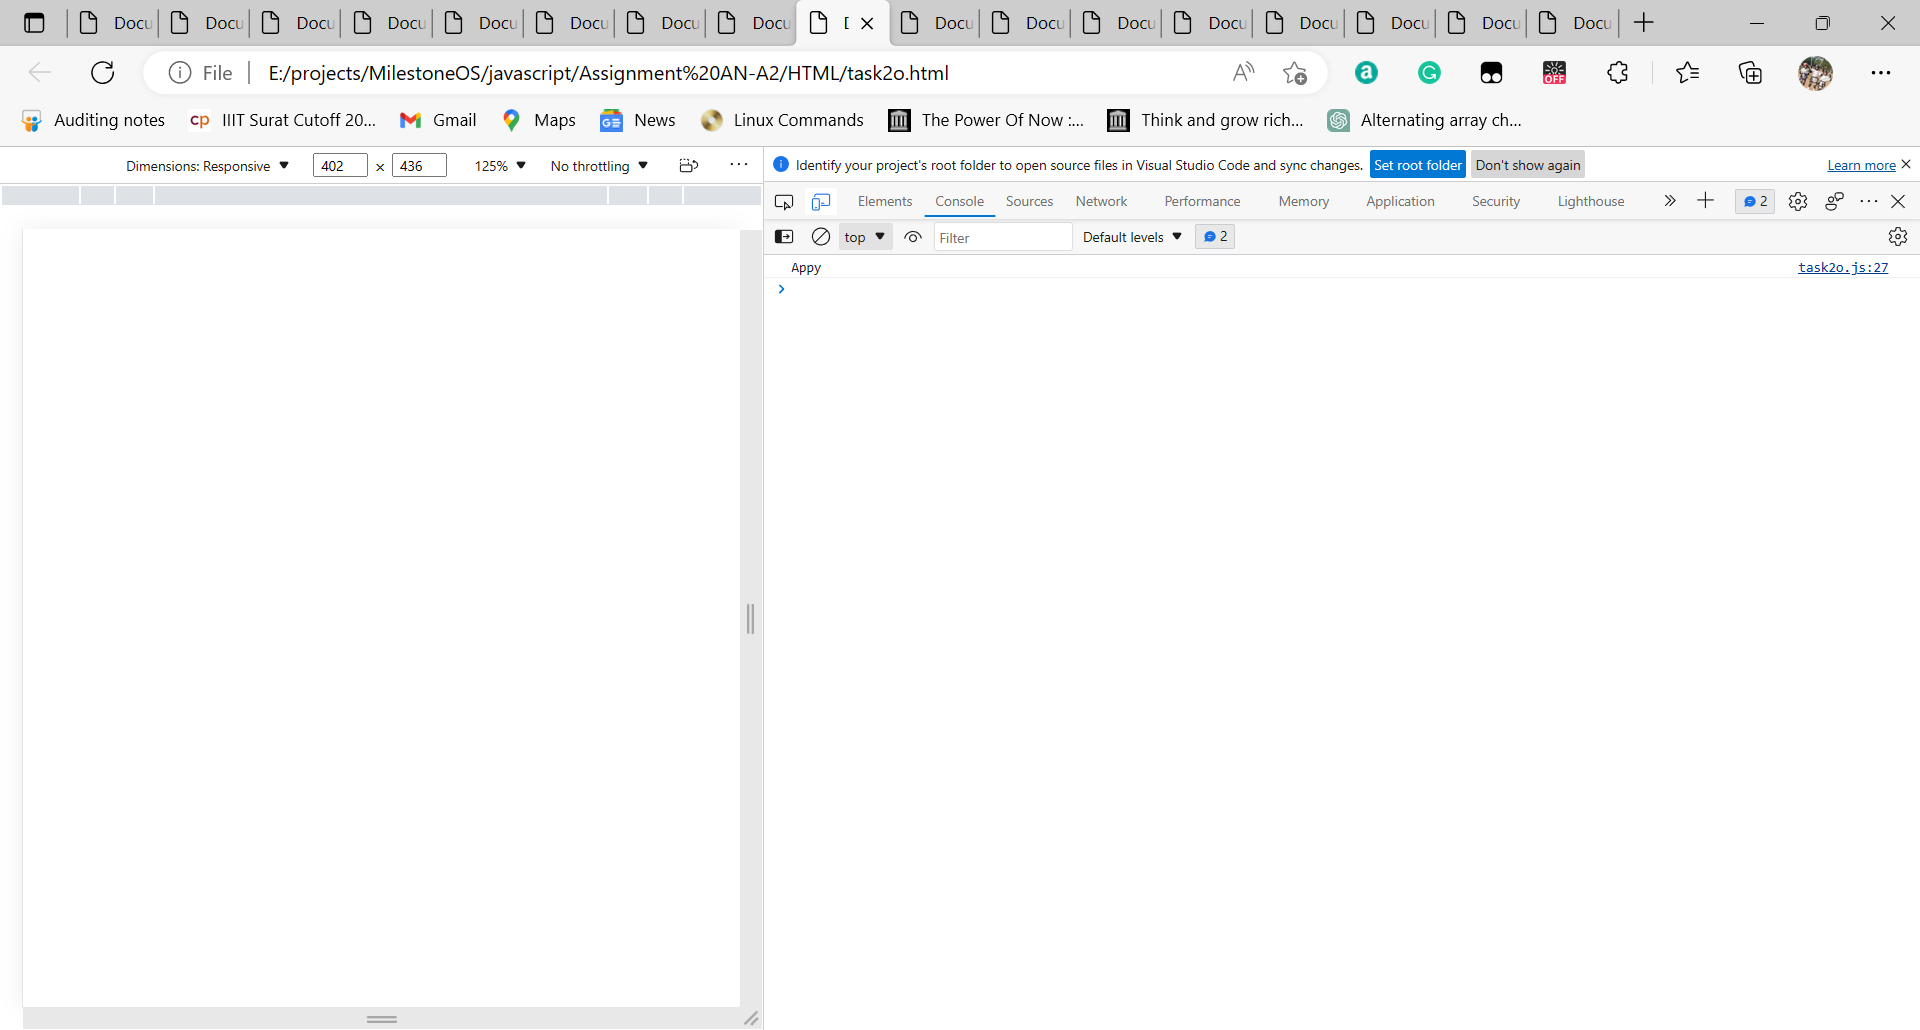 Docu Docu Docu Docu Docu Docu Docu Docu D Docu Docu Docu Docu Docu Docu Docu Docu
File E:/projects/MilestoneOS/javascript/Assignment%20AN-A2/HTML/task2o.html
Auditing notes IIIT Surat Cutoff 20... Gmail Maps News Linux Commands The Power Of Now :... Think and grow rich... Alternating array ch...
Dimensions: Responsive 402 × 436 125% No throttling
Identify your project's root folder to open source files in Visual Studio Code and sync changes. Set root folder Don't show again Learn more
Elements Console Sources Network Performance Memory Application Security Lighthouse 2
top Filter Default levels 2
Appy task2o.js:27